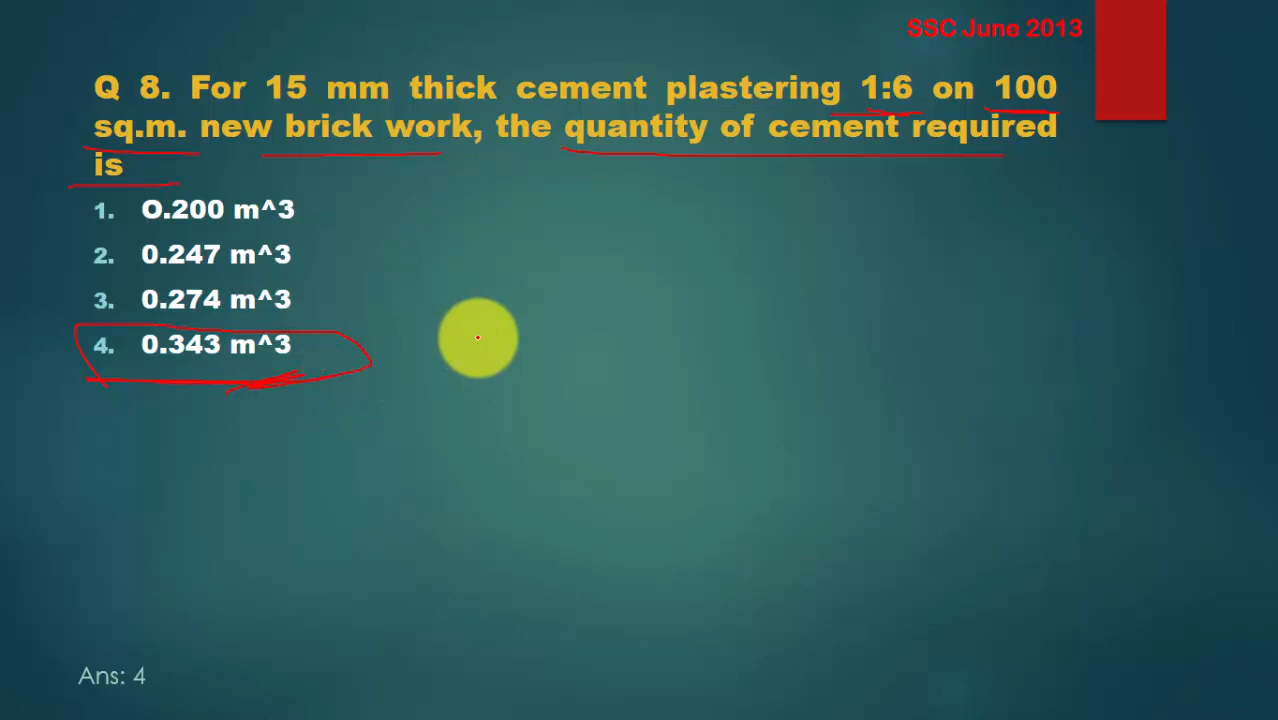 SSC June 2013
Q 8. For 15 mm thick cement plastering 1:6 on 100
sq.m. new brick work, the quantity of cement required
is
1. O.200 m^3
2. 0.247 m^3
3. 0.274 m^3
4. 0.343 m^3
Ans: 4